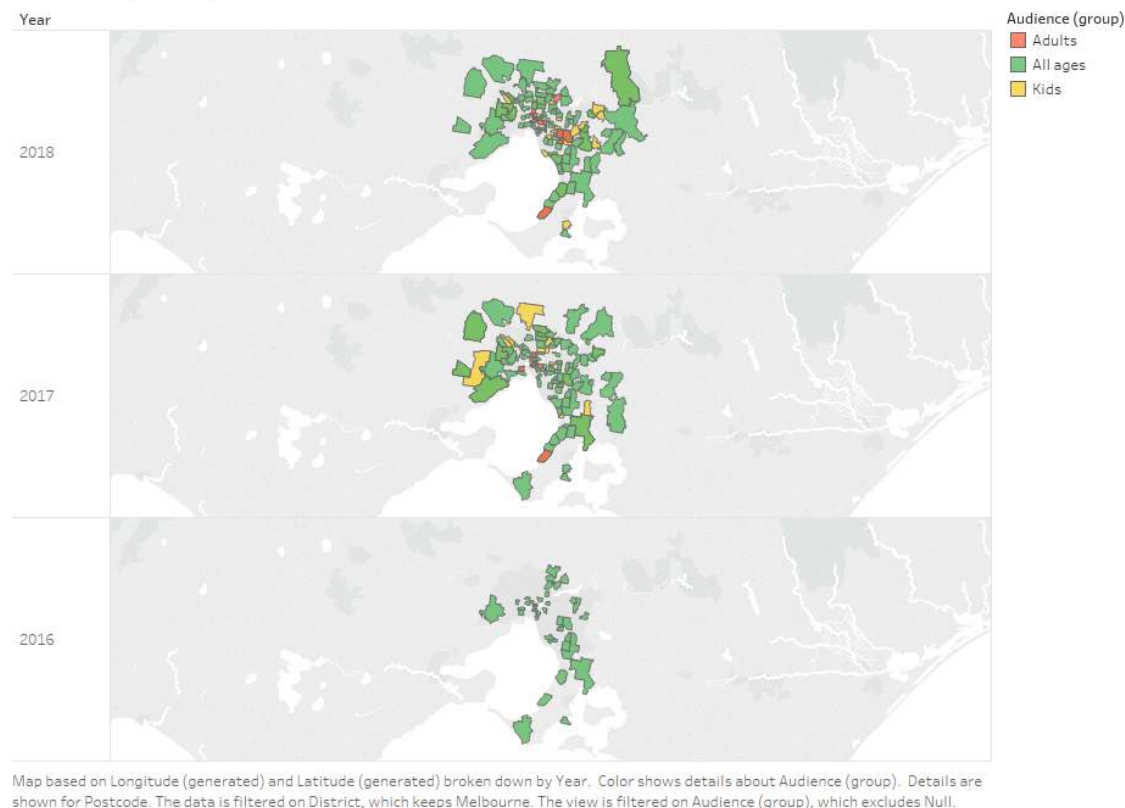 Year
Audience (group)
Adults
All ages
Kids
2018
2017
2016
Map based on Longitude (generated) and Latitude (generated) broken down by Year. Color shows details about Audience (group). Details are
shown for Postcode. The data is filtered on District, which keeps Melbourne. The view is filtered on Audience (group), which excludes Null.